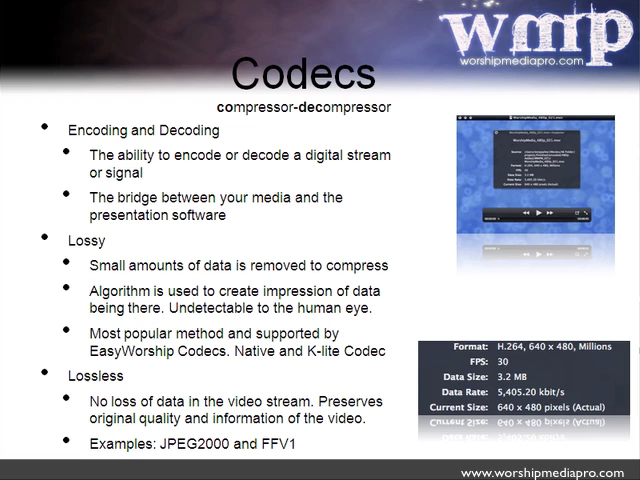 wmp
worshipmediapro.com
Codecs
compressor-decompressor
• Encoding and Decoding
• The ability to encode or decode a digital stream
or signal
• The bridge between your media and the
presentation software
• Lossy
• Small amounts of data is removed to compress
• Algorithm is used to create impression of data
being there. Undetectable to the human eye.
• Most popular method and supported by
EasyWorship Codecs. Native and K-lite Codec
• Lossless
• No loss of data in the video stream. Preserves
original quality and information of the video.
• Examples: JPEG2000 and FFV1
Format: H.264, 640 x 480, Millions
FPS: 30
Data Size: 3.2 MB
Data Rate: 5,405.20 kbit/s
Current Size: 640 x 480 pixels (Actual)
www.worshipmediapro.com